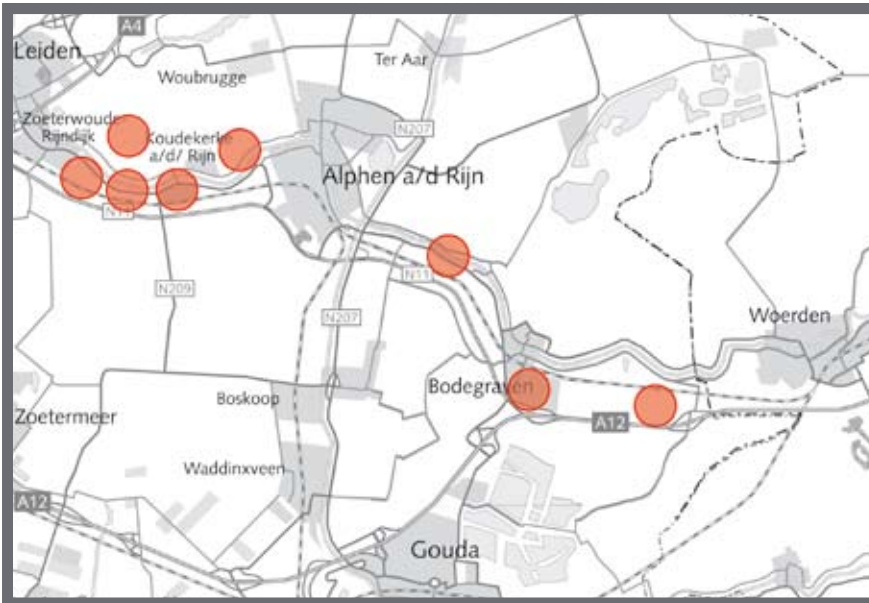 A4
Leiden
Woubrugge
Ter Aar
Zoeterwoude
Rijndijk
Koudekerke
a/d/ Rijn
N207
Alphen a/d Rijn
N11
N11
N209
N207
Woerden
Bodegraven
Boskoop
Zoetermeer
A12
Waddinxveen
A12
Gouda